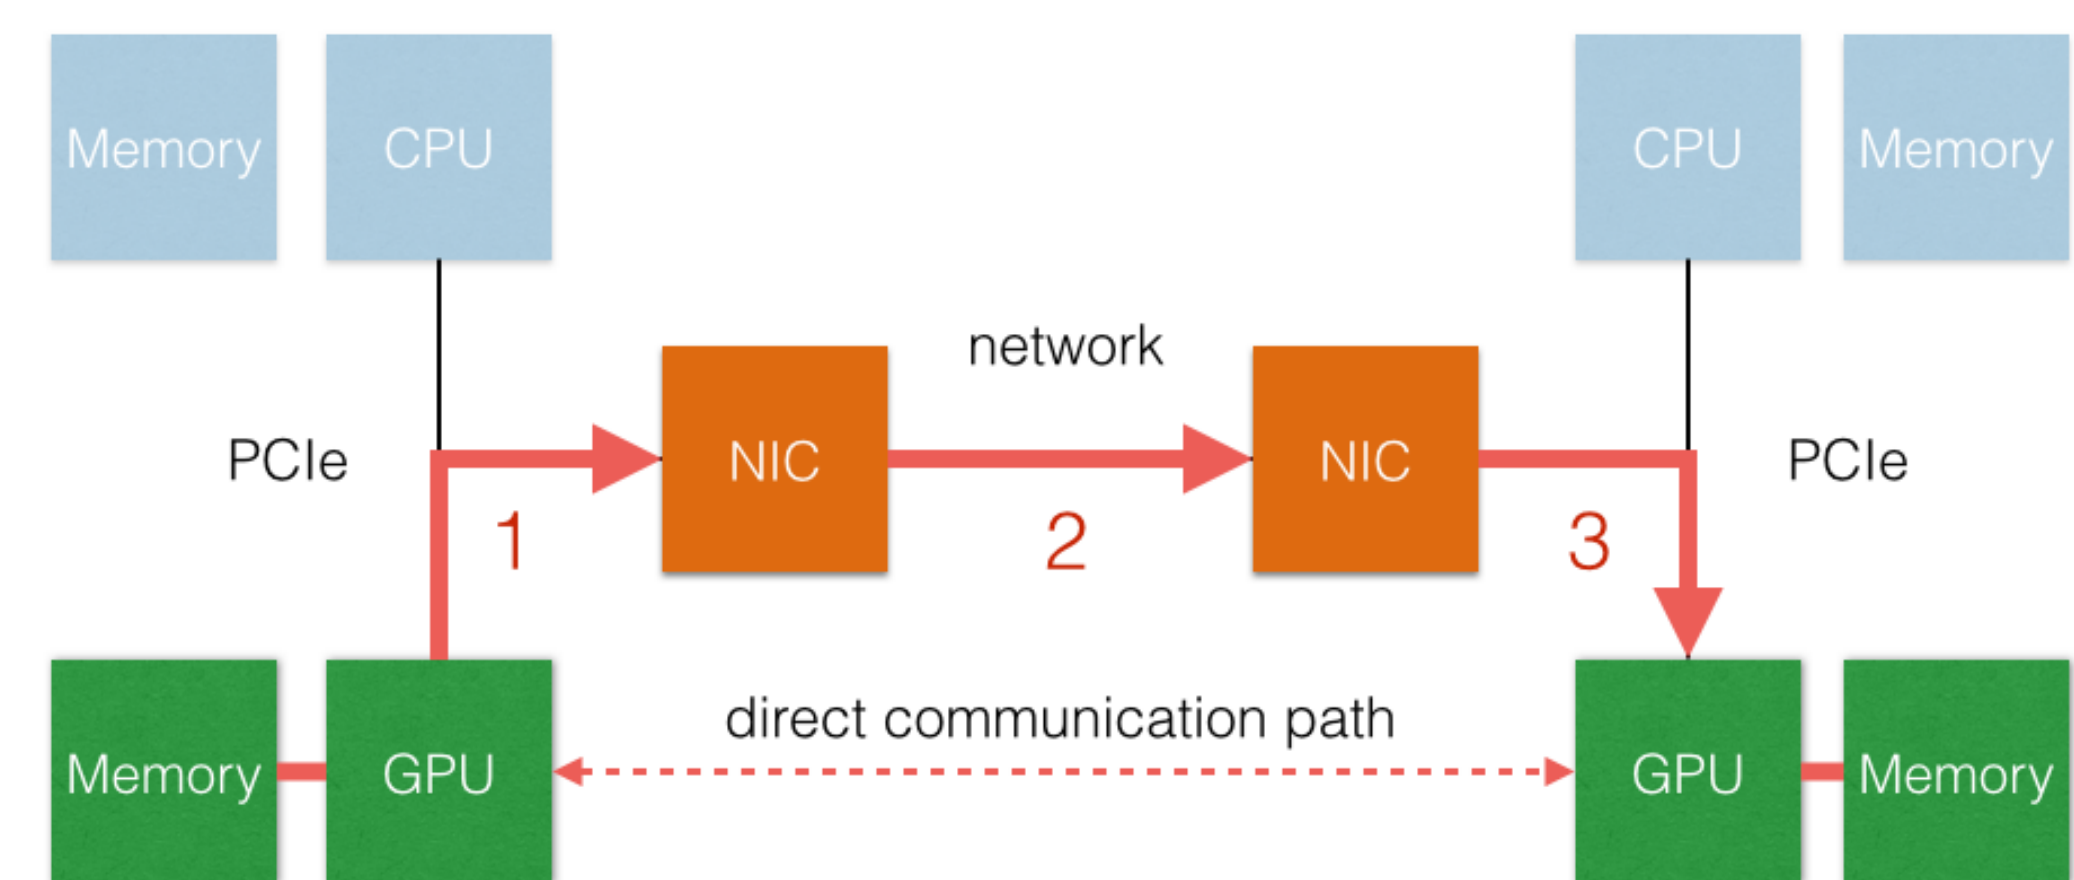 Memory
CPU
CPU
Memory
network
PCIe
NIC
NIC
PCIe
1
2
3
direct communication path
Memory
GPU
GPU
Memory